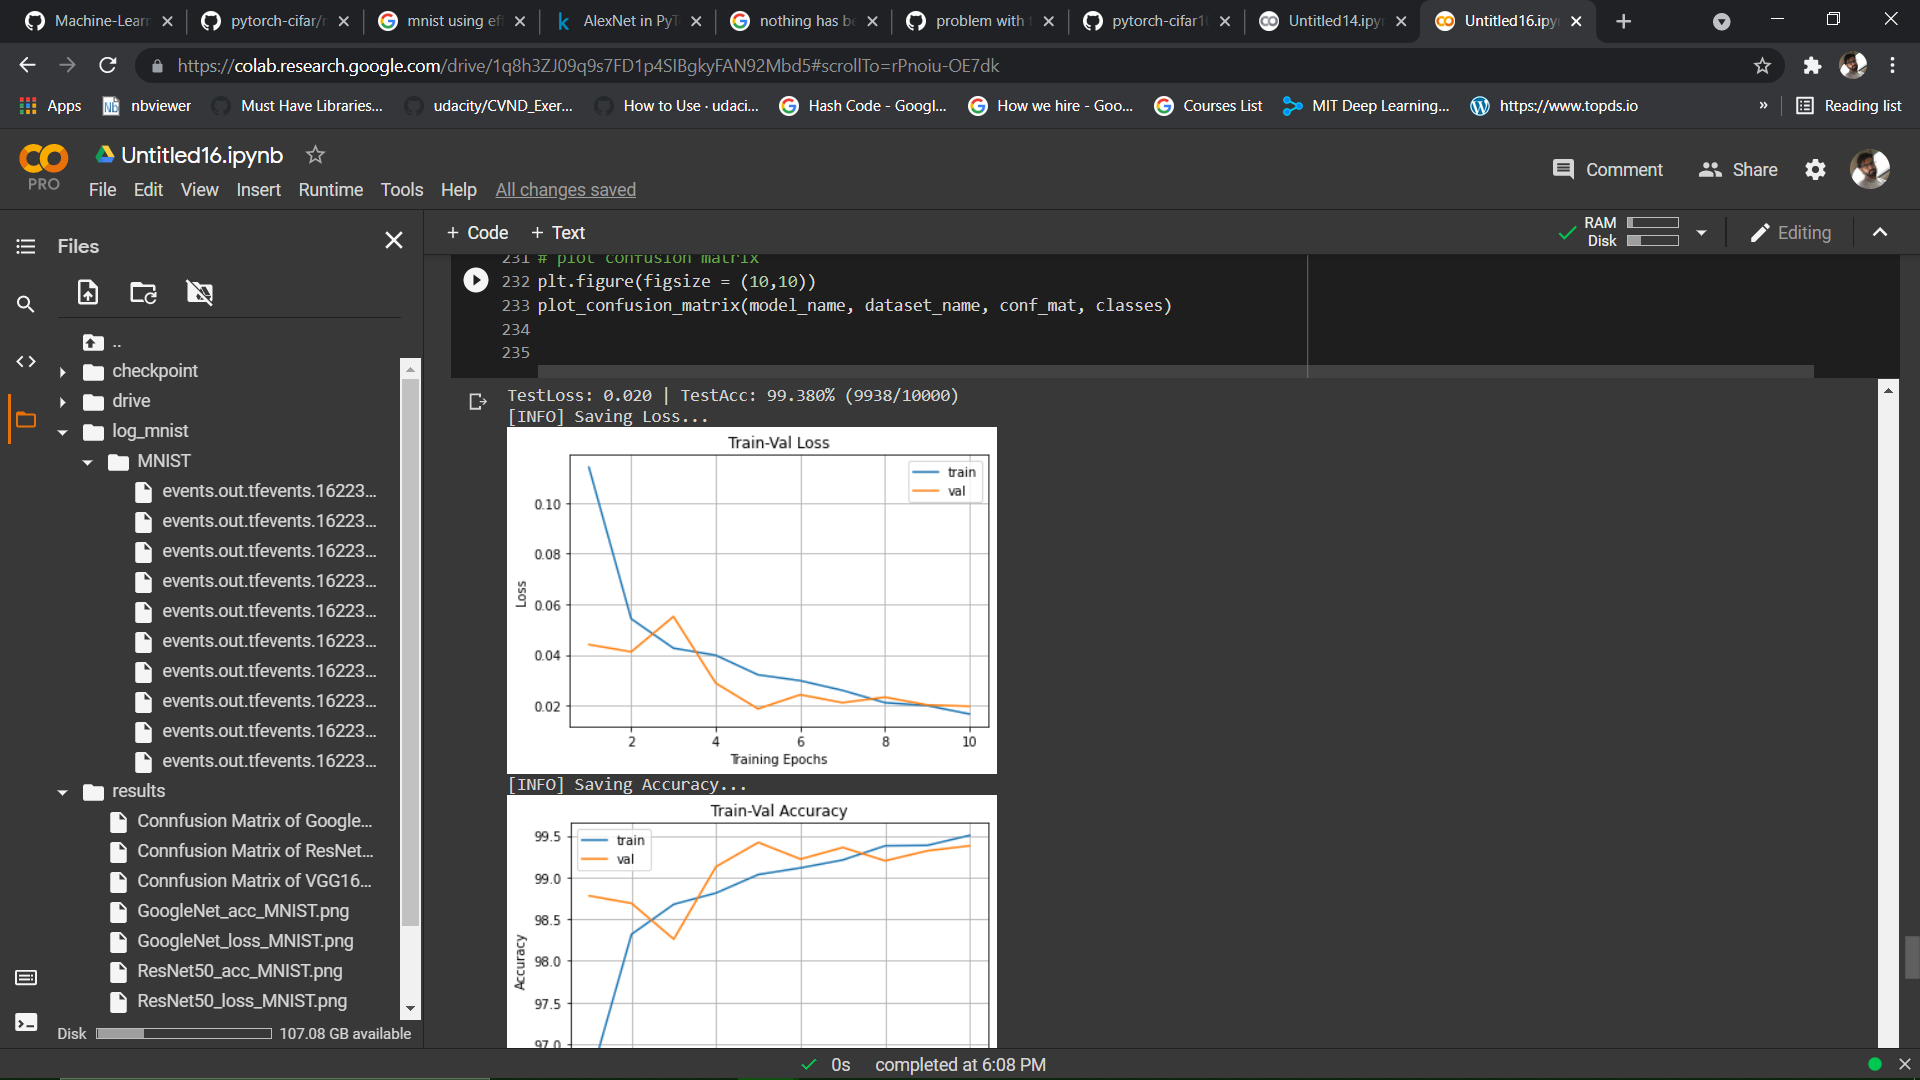 Machine-Learn
pytorch-cifar/r
mnist using ef
AlexNet in PyT
nothing has be
problem with
pytorch-cifar1
Untitled14.ipy
Untitled16.ipy
https://colab.research.google.com/drive/1q8h3ZJ09q9s7FD1p4SIBgkyFAN92Mbd5#scrollTo=rPnoiu-OE7dk
Apps
nbviewer
Must Have Libraries...
udacity/CVND_Exer...
How to Use · udaci...
Hash Code - Googl...
How we hire - Goo...
Courses List
MIT Deep Learning...
https://www.topds.io
»
Reading list
PRO
Untitled16.ipynb
File Edit View Insert Runtime Tools Help All changes saved
Comment
Share
Files
+ Code + Text
RAM
Disk
Editing
..
checkpoint
drive
log_mnist
MNIST
events.out.tfevents.16223...
events.out.tfevents.16223...
events.out.tfevents.16223...
events.out.tfevents.16223...
events.out.tfevents.16223...
events.out.tfevents.16223...
events.out.tfevents.16223...
events.out.tfevents.16223...
events.out.tfevents.16223...
events.out.tfevents.16223...
results
Connfusion Matrix of Google...
Connfusion Matrix of ResNet...
Connfusion Matrix of VGG16...
GoogleNet_acc_MNIST.png
GoogleNet_loss_MNIST.png
ResNet50_acc_MNIST.png
ResNet50_loss_MNIST.png
Disk 107.08 GB available
231 # plot confusion matrix
232 plt.figure(figsize = (10,10))
233 plot_confusion_matrix(model_name, dataset_name, conf_mat, classes)
234
235
TestLoss: 0.020 | TestAcc: 99.380% (9938/10000)
[INFO] Saving Loss...
Train-Val Loss
train
val
0.10
0.08
0.06
0.04
0.02
Loss
2 4 6 8 10
Training Epochs
[INFO] Saving Accuracy...
Train-Val Accuracy
train
val
99.5
99.0
98.5
98.0
97.5
97.0
Accuracy
0s completed at 6:08 PM